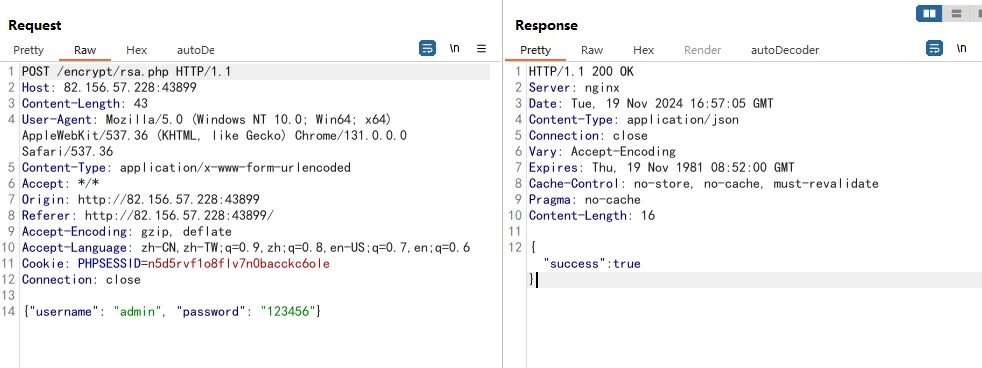 Request
Pretty Raw Hex autoDe \n
1 POST /encrypt/rsa.php HTTP/1.1
2 Host: 82.156.57.228:43899
3 Content-Length: 43
4 User-Agent: Mozilla/5.0 (Windows NT 10.0; Win64; x64)
AppleWebKit/537.36 (KHTML, like Gecko) Chrome/131.0.0.0
Safari/537.36
5 Content-Type: application/x-www-form-urlencoded
6 Accept: */*
7 Origin: http://82.156.57.228:43899
8 Referer: http://82.156.57.228:43899/
9 Accept-Encoding: gzip, deflate
10 Accept-Language: zh-CN,zh-TW;q=0.9,zh;q=0.8,en-US;q=0.7,en;q=0.6
11 Cookie: PHPSESSID=n5d5rvf1o8flv7n0bacckc6ole
12 Connection: close
13
14 {"username": "admin", "password": "123456"}
Response
Pretty Raw Hex Render autoDecoder \n
1 HTTP/1.1 200 OK
2 Server: nginx
3 Date: Tue, 19 Nov 2024 16:57:05 GMT
4 Content-Type: application/json
5 Connection: close
6 Vary: Accept-Encoding
7 Expires: Thu, 19 Nov 1981 08:52:00 GMT
8 Cache-Control: no-store, no-cache, must-revalidate
9 Pragma: no-cache
10 Content-Length: 16
11
12 {
"success":true
}